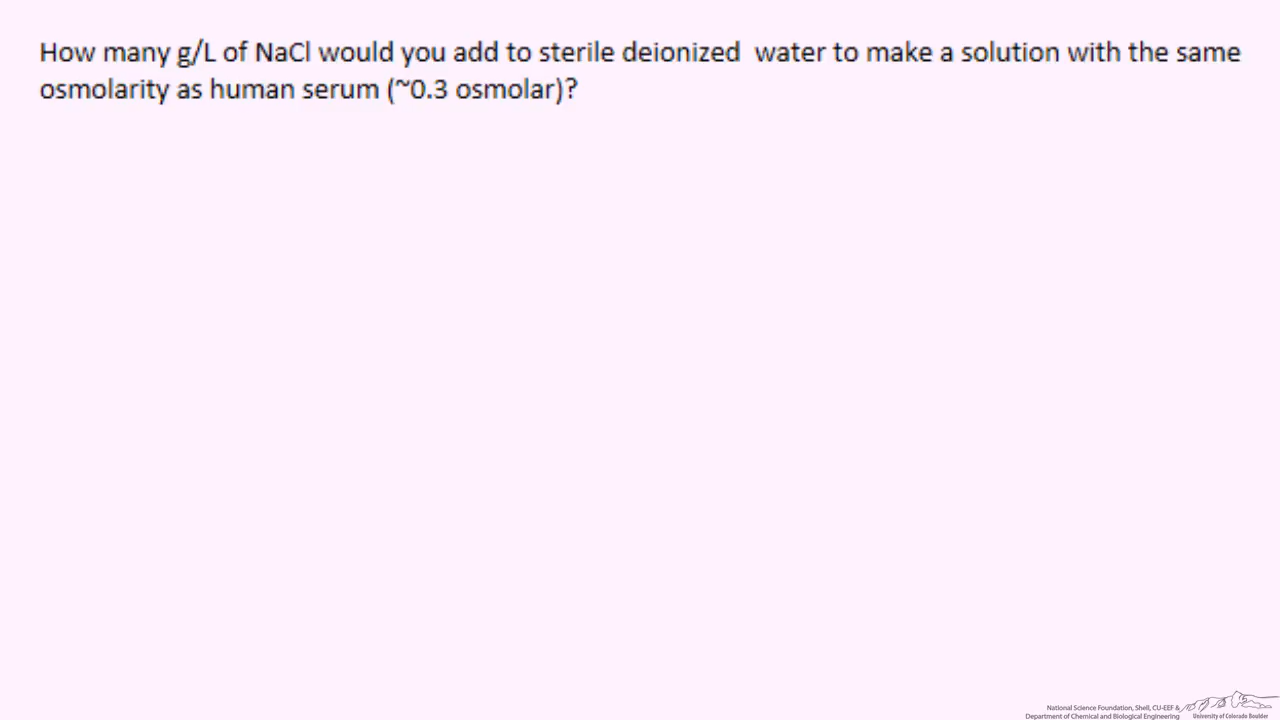 How many g/L of NaCl would you add to sterile deionized  water to make a solution with the same
osmolarity as human serum (~0.3 osmolar)?
National Science Foundation, Shell, CU-EEF &
Department of Chemical and Biological Engineering
University of Colorado Boulder